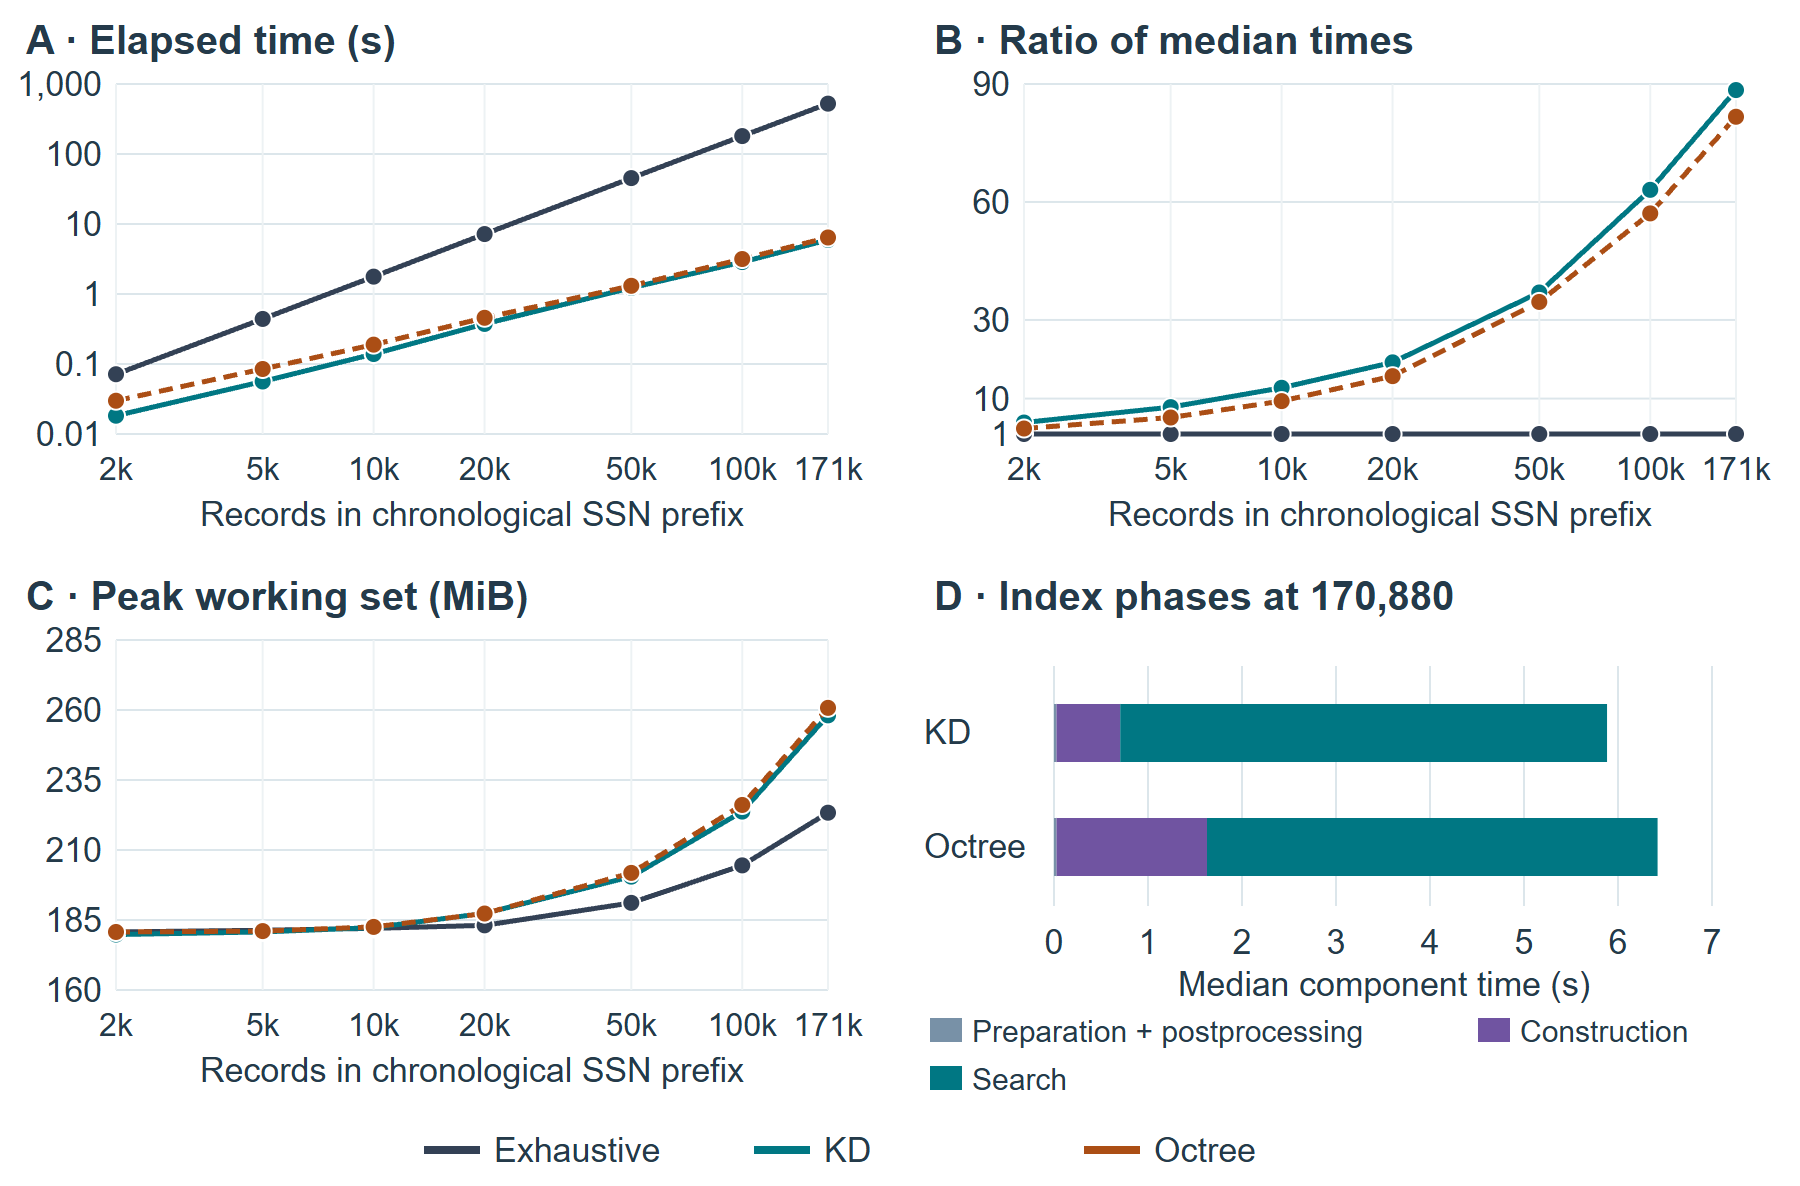 A · Elapsed time (s)
1,000
100
10
1
0.1
0.01
2k 5k 10k 20k 50k 100k 171k
Records in chronological SSN prefix
B · Ratio of median times
90
60
30
10
1
2k 5k 10k 20k 50k 100k 171k
Records in chronological SSN prefix
C · Peak working set (MiB)
285
260
235
210
185
160
2k 5k 10k 20k 50k 100k 171k
Records in chronological SSN prefix
D · Index phases at 170,880
KD
Octree
0 1 2 3 4 5 6 7
Median component time (s)
Preparation + postprocessing
Construction
Search
Exhaustive
KD
Octree